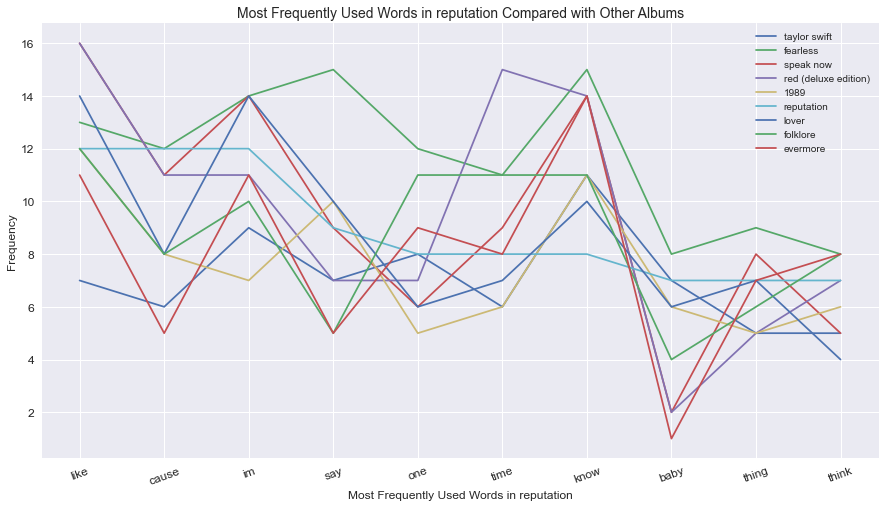 Most Frequently Used Words in reputation Compared with Other Albums
taylor swift
fearless
speak now
red (deluxe edition)
1989
reputation
lover
folklore
evermore
16
14
12
10
8
6
4
2
Frequency
like
cause
im
say
one
time
know
baby
thing
think
Most Frequently Used Words in reputation